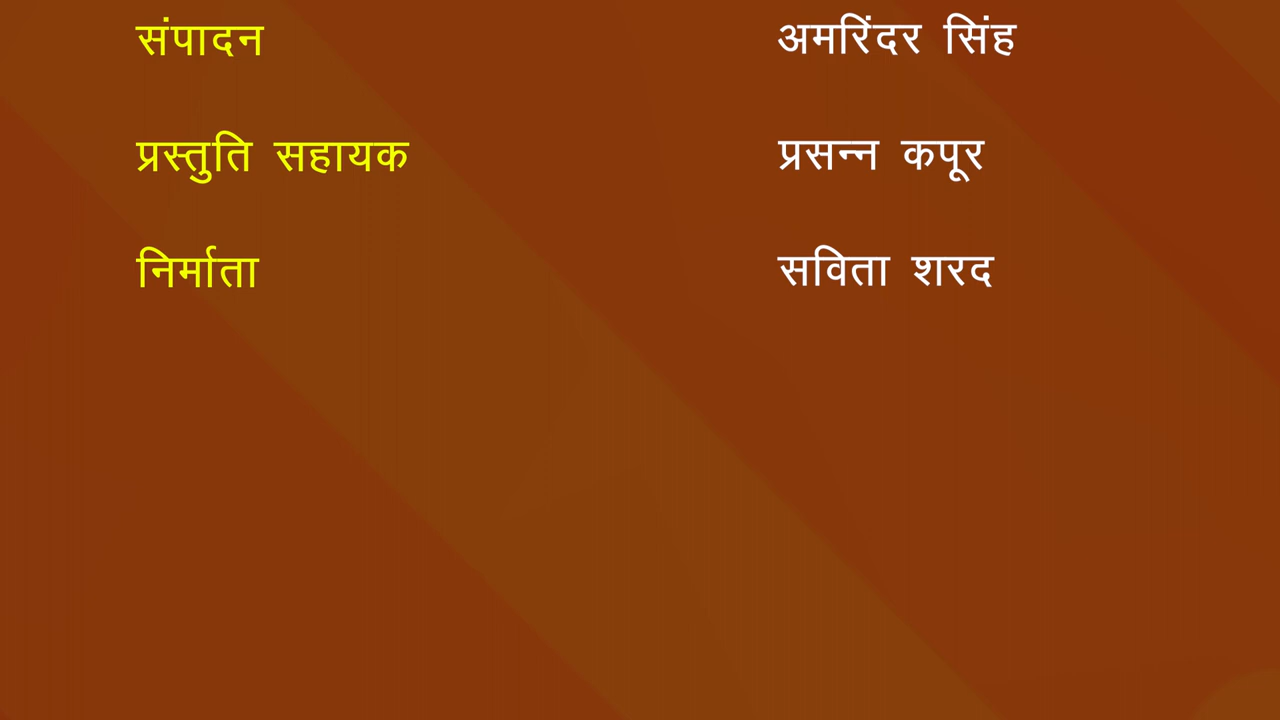 संपादन अमरिंदर सिंह
प्रस्तुति सहायक प्रसन्न कपूर
निर्माता सविता शरद